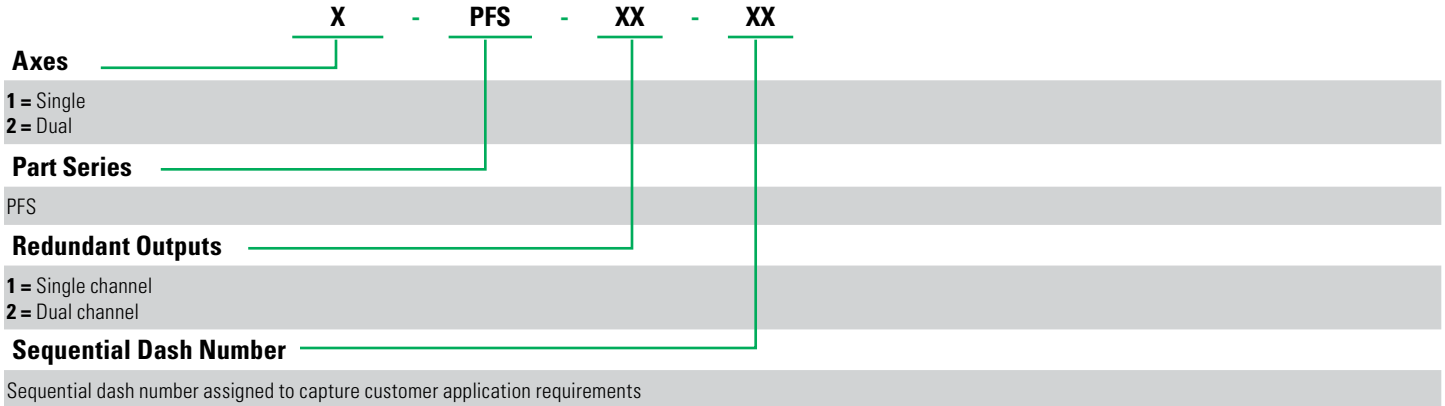 X - PFS - XX - XX
Axes
1 = Single
2 = Dual
Part Series
PFS
Redundant Outputs
1 = Single channel
2 = Dual channel
Sequential Dash Number
Sequential dash number assigned to capture customer application requirements